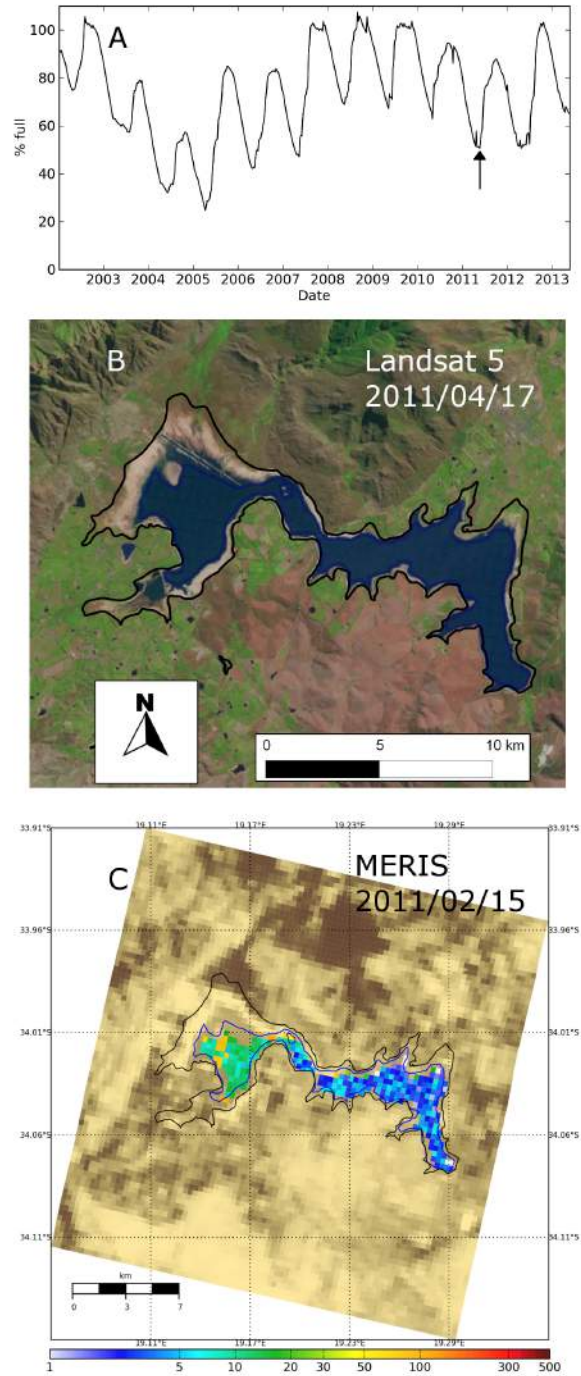 A
100
80
60
40
20
0
% full
2003 2004 2005 2006 2007 2008 2009 2010 2011 2012 2013
Date
B
Landsat 5
2011/04/17
N
0 5 10 km
C
MERIS
2011/02/15
19.11°E 19.17°E 19.23°E 19.29°E
33.91°S 33.91°S
33.96°S 33.96°S
34.01°S 34.01°S
34.06°S 34.06°S
34.11°S 34.11°S
km
0 3 7
19.11°E 19.17°E 19.23°E 19.29°E
1 5 10 20 30 50 100 300 500